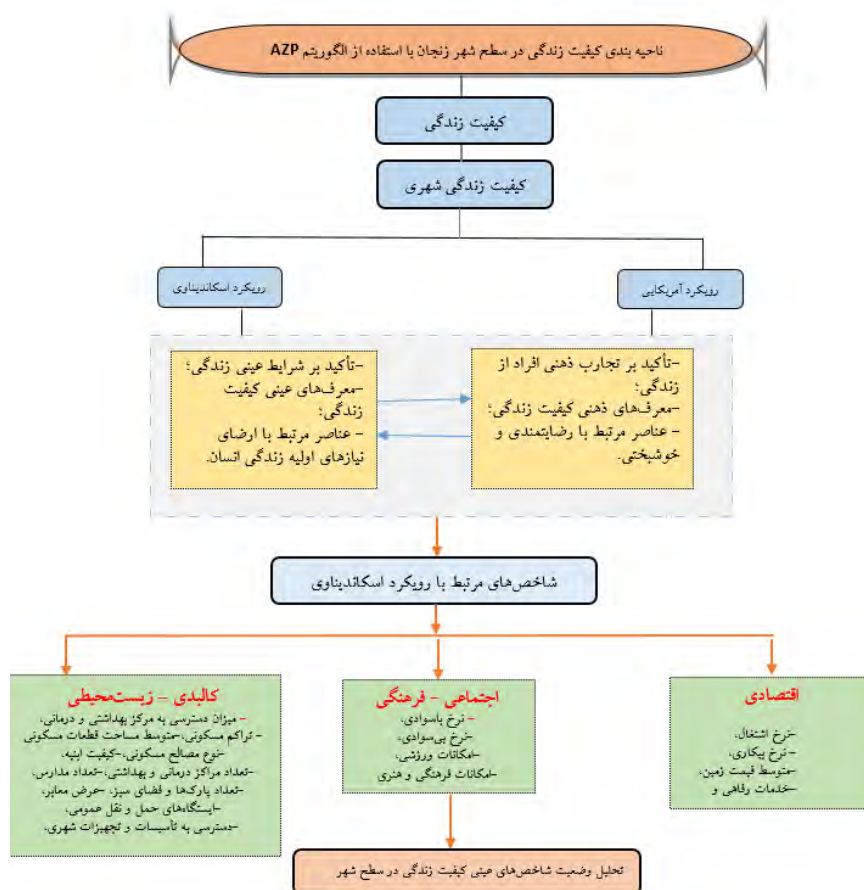 ناحیه بندی کیفیت زندگی در سطح شهر زنجان با استفاده از الگوریتم AZP
کیفیت زندگی
کیفیت زندگی شهری
رویکرد آمریکایی
رویکرد اسکاندیناوی
-تأکید بر تجارب ذهنی افراد از
زندگی؛
-معرف‌های ذهنی کیفیت زندگی؛
- عناصر مرتبط با رضایتمندی و
خوشبختی.
-تأکید بر شرایط عینی زندگی؛
-معرف‌های عینی کیفیت
زندگی؛
- عناصر مرتبط با ارضای
نیازهای اولیه زندگی انسان.
شاخص‌های مرتبط با رویکرد اسکاندیناوی
اقتصادی
-نرخ اشتغال،
- نرخ بیکاری،
-متوسط قیمت زمین،
-خدمات رفاهی و
اجتماعی - فرهنگی
- نرخ باسوادی،
-نرخ بی‌سوادی،
-امکانات ورزشی،
-امکانات فرهنگی و هنری
کالبدی - زیست‌محیطی
- میزان دسترسی به مرکز بهداشتی و درمانی،
- تراکم مسکونی،-متوسط مساحت قطعات مسکونی
-نوع مصالح مسکونی،-کیفیت ابنیه.
-تعداد مراکز درمانی و بهداشتی،-تعداد مدارس،
-تعداد پارک‌ها و فضای سبز، -عرض معابر،
-ایستگاه‌های حمل و نقل عمومی،
-دسترسی به تأسیسات و تجهیزات شهری،
تحلیل وضعیت شاخص‌های عینی کیفیت زندگی در سطح شهر